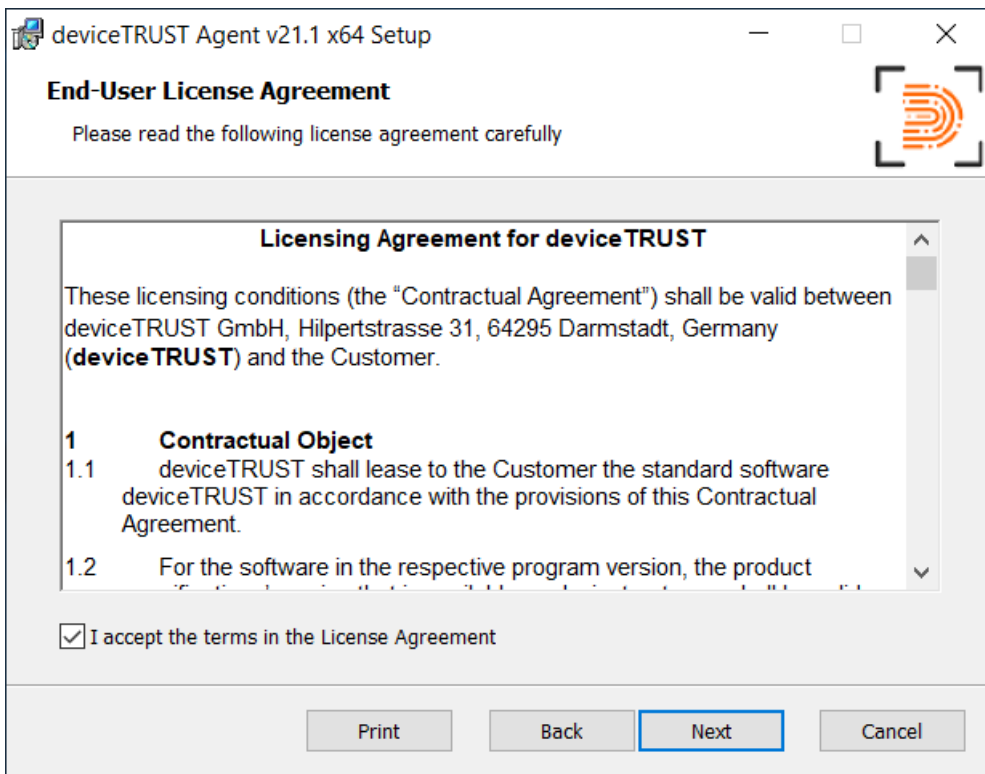 deviceTRUST Agent v21.1 x64 Setup
End-User License Agreement
Please read the following license agreement carefully
Licensing Agreement for deviceTRUST
These licensing conditions (the “Contractual Agreement”) shall be valid between
deviceTRUST GmbH, Hilpertstrasse 31, 64295 Darmstadt, Germany
(deviceTRUST) and the Customer.
1 Contractual Object
1.1 deviceTRUST shall lease to the Customer the standard software
deviceTRUST in accordance with the provisions of this Contractual
Agreement.
1.2 For the software in the respective program version, the product
I accept the terms in the License Agreement
Print Back Next Cancel